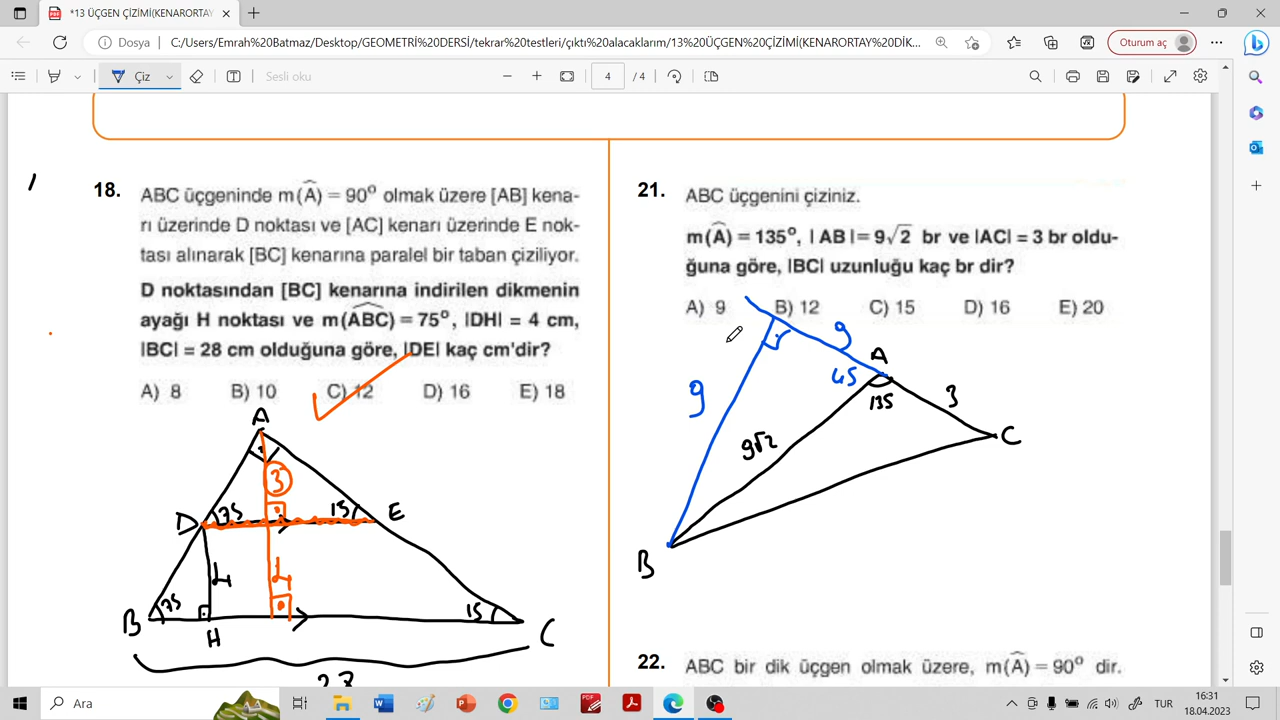 *13 ÜÇGEN ÇİZİMİ(KENARORTAY
Dosya
C:/Users/Emrah%20Batmaz/Desktop/GEOMETRİ%20DERSİ/tekrar%20testleri/çıktı%20alacaklarım/13%20ÜÇGEN%20ÇİZİMİ(KENARORTAY%20DİK...
Oturum aç
Çiz
Sesli oku
4 / 4
18. ABC üçgeninde m(A) = 90° olmak üzere [AB] kena-
rı üzerinde D noktası ve [AC] kenarı üzerinde E nok-
tası alınarak [BC] kenarına paralel bir taban çiziliyor.
D noktasından [BC] kenarına indirilen dikmenin
ayağı H noktası ve m(ABC) = 75°, |DH| = 4 cm,
|BC| = 28 cm olduğuna göre, |DE| kaç cm'dir?
A) 8 B) 10 C) 12 D) 16 E) 18
A
3
D 75 15 E
4 4
B 75 15 C
H
21. ABC üçgenini çiziniz.
m(A) = 135°, | AB |= 9√2 br ve |AC| = 3 br oldu-
ğuna göre, |BC| uzunluğu kaç br dir?
A) 9 B) 12 C) 15 D) 16 E) 20
9 A
45
9 135 3
9√2 C
B
22. ABC bir dik üçgen olmak üzere, m(A) = 90° dir.
Ara
TUR
16:31
18.04.2023